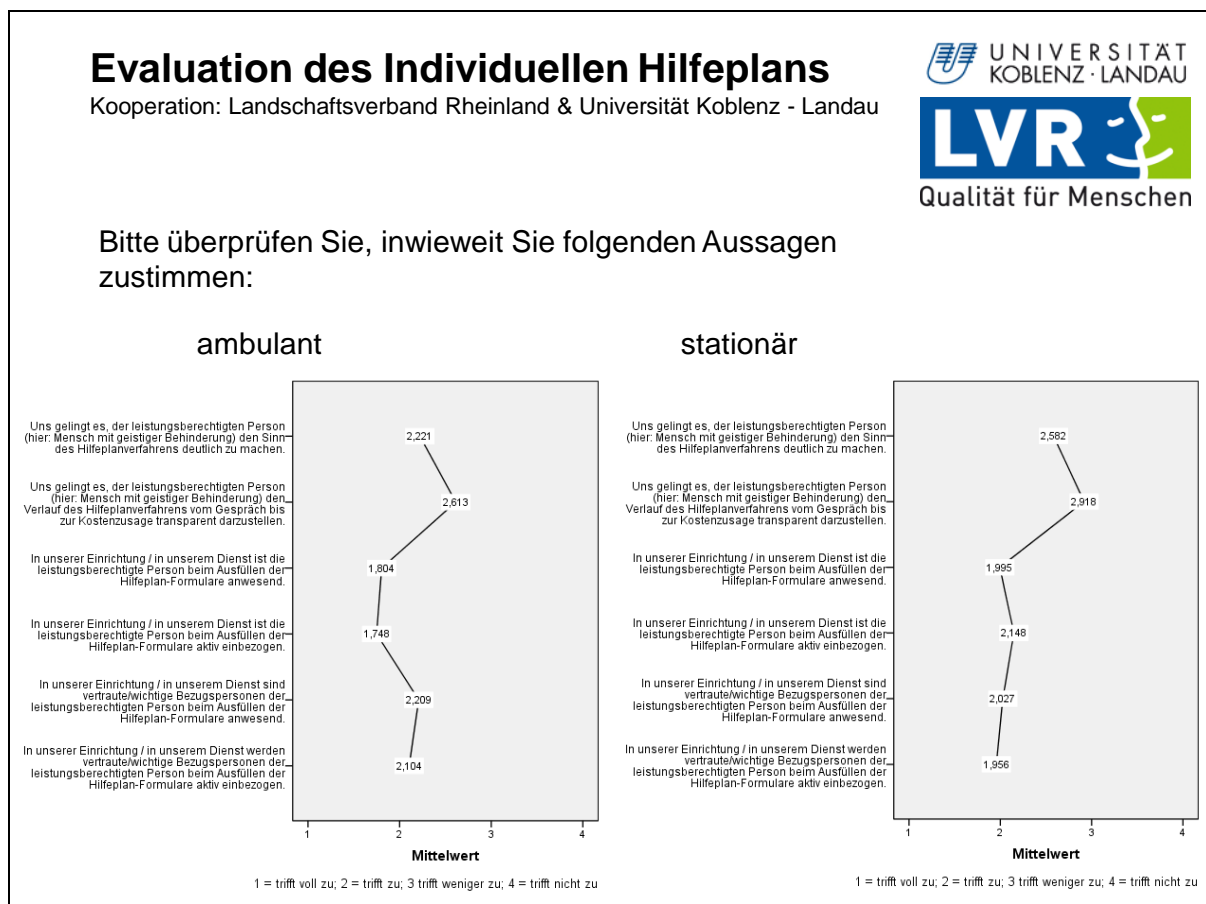 Evaluation des Individuellen Hilfeplans
Kooperation: Landschaftsverband Rheinland & Universität Koblenz - Landau
UNIVERSITÄT
KOBLENZ · LANDAU
LVR
Qualität für Menschen
Bitte überprüfen Sie, inwieweit Sie folgenden Aussagen
zustimmen:
ambulant
Uns gelingt es, der leistungsberechtigten Person
(hier: Mensch mit geistiger Behinderung) den Sinn
des Hilfeplanverfahrens deutlich zu machen.
2,221
Uns gelingt es, der leistungsberechtigten Person
(hier: Mensch mit geistiger Behinderung) den
Verlauf des Hilfeplanverfahrens vom Gespräch bis
zur Kostenzusage transparent darzustellen.
2,613
In unserer Einrichtung / in unserem Dienst ist die
leistungsberechtigte Person beim Ausfüllen der
Hilfeplan-Formulare anwesend.
1,804
In unserer Einrichtung / in unserem Dienst ist die
leistungsberechtigte Person beim Ausfüllen der
Hilfeplan-Formulare aktiv einbezogen.
1,748
In unserer Einrichtung / in unserem Dienst sind
vertraute/wichtige Bezugspersonen der
leistungsberechtigten Person beim Ausfüllen der
Hilfeplan-Formulare anwesend.
2,209
In unserer Einrichtung / in unserem Dienst werden
vertraute/wichtige Bezugspersonen der
leistungsberechtigten Person beim Ausfüllen der
Hilfeplan-Formulare aktiv einbezogen.
2,104
1 2 3 4
Mittelwert
1 = trifft voll zu; 2 = trifft zu; 3 trifft weniger zu; 4 = trifft nicht zu
stationär
Uns gelingt es, der leistungsberechtigten Person
(hier: Mensch mit geistiger Behinderung) den Sinn
des Hilfeplanverfahrens deutlich zu machen.
2,582
Uns gelingt es, der leistungsberechtigten Person
(hier: Mensch mit geistiger Behinderung) den
Verlauf des Hilfeplanverfahrens vom Gespräch bis
zur Kostenzusage transparent darzustellen.
2,918
In unserer Einrichtung / in unserem Dienst ist die
leistungsberechtigte Person beim Ausfüllen der
Hilfeplan-Formulare anwesend.
1,995
In unserer Einrichtung / in unserem Dienst ist die
leistungsberechtigte Person beim Ausfüllen der
Hilfeplan-Formulare aktiv einbezogen.
2,148
In unserer Einrichtung / in unserem Dienst sind
vertraute/wichtige Bezugspersonen der
leistungsberechtigten Person beim Ausfüllen der
Hilfeplan-Formulare anwesend.
2,027
In unserer Einrichtung / in unserem Dienst werden
vertraute/wichtige Bezugspersonen der
leistungsberechtigten Person beim Ausfüllen der
Hilfeplan-Formulare aktiv einbezogen.
1,956
1 2 3 4
Mittelwert
1 = trifft voll zu; 2 = trifft zu; 3 trifft weniger zu; 4 = trifft nicht zu